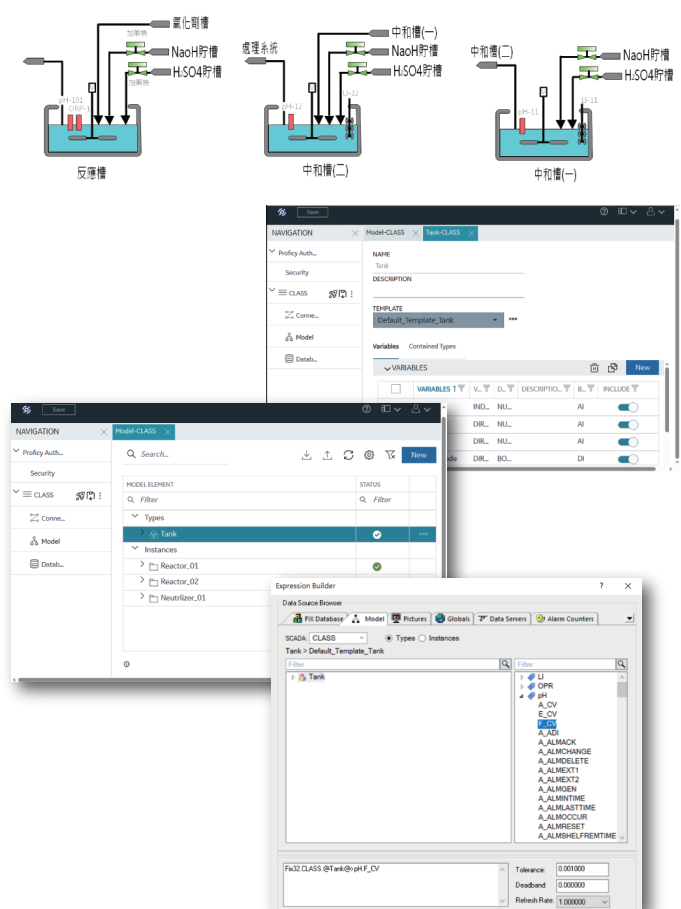 氧化劑槽
加藥機
NaoH貯槽
H₂SO4貯槽
加藥機
pH-101
ORP-1
反應槽
中和槽(一)
處理系統
NaoH貯槽
H₂SO4貯槽
LI-12
pH-12
中和槽(二)
中和槽(二)
NaoH貯槽
H₂SO4貯槽
LI-11
pH-11
中和槽(一)
Save
NAVIGATION
Model-CLASS
Tank-CLASS
Proficy Auth...
Security
CLASS
Conne...
Model
Datab...
NAME
Tank
DESCRIPTION
TEMPLATE
Default_Template_Tank
Variables Contained Types
VARIABLES
New
VARIABLES V... D... DESCRIPTIO... B... INCLUDE
IND... NU... AI
DIR... NU... AI
DIR... NU... AI
DIR... BO... DI
Save
NAVIGATION
Model-CLASS
Proficy Auth...
Security
CLASS
Conne...
Model
Datab...
Search...
New
MODEL ELEMENT STATUS
Filter Filter
Types
Tank
Instances
Reactor_01
Reactor_02
Neutrlizer_01
Expression Builder
Data Source Browser
FIX Database Model Pictures Globals Data Servers Alarm Counters
SCADA: CLASS Types Instances
Tank > Default_Template_Tank
Filter Filter
Tank
LI
OPR
pH
A_CV
E_CV
F_CV
A_ADI
A_ALMACK
A_ALMCHANGE
A_ALMDELETE
A_ALMEXT1
A_ALMEXT2
A_ALMGEN
A_ALMINTIME
A_ALMLASTTIME
A_ALMOCCUR
A_ALMRESET
A_ALMSHELFREMTIME
Fix32.CLASS.@Tank@>pH.F_CV
Tolerance: 0.001000
Deadband: 0.000000
Refresh Rate: 1.000000